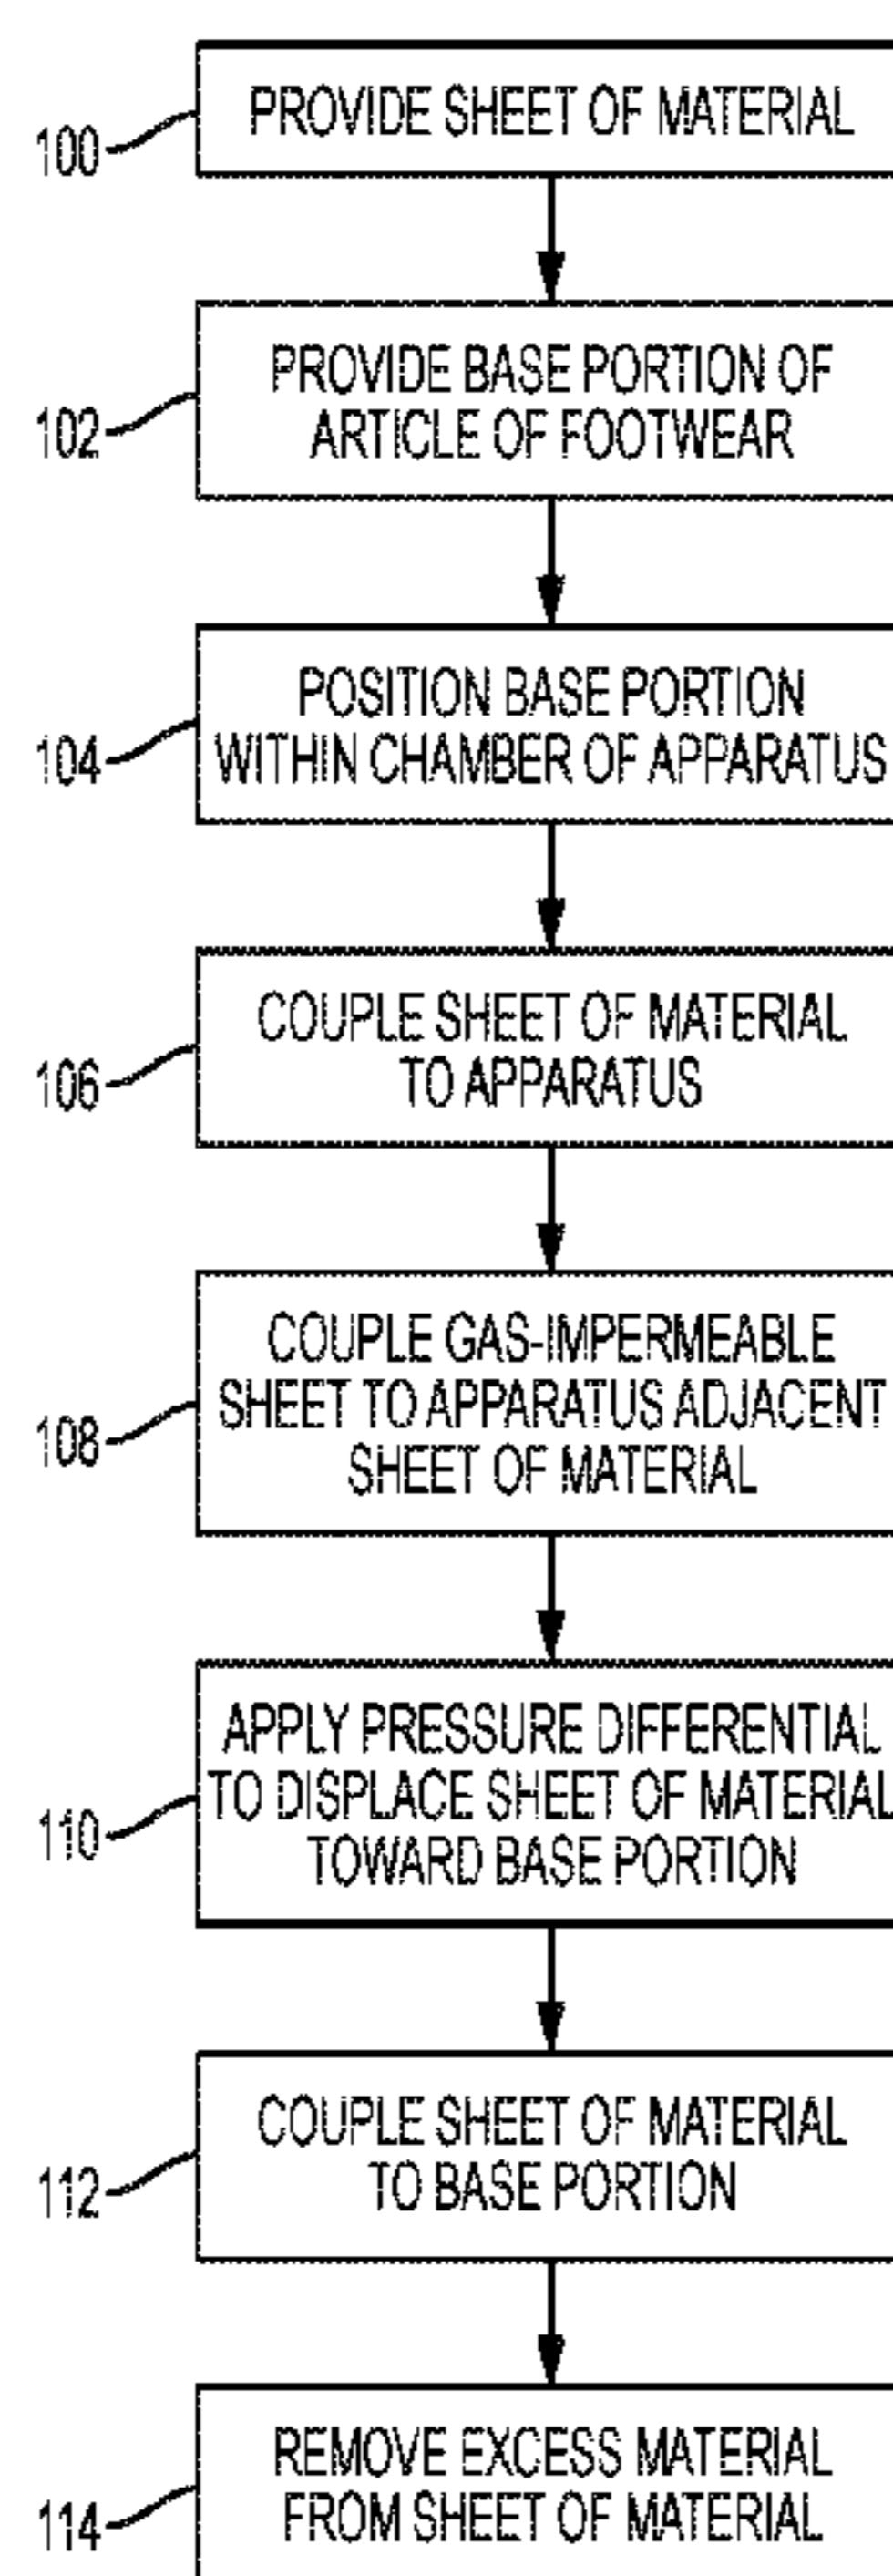 100
PROVIDE SHEET OF MATERIAL
102
PROVIDE BASE PORTION OF
ARTICLE OF FOOTWEAR
104
POSITION BASE PORTION
WITHIN CHAMBER OF APPARATUS
106
COUPLE SHEET OF MATERIAL
TO APPARATUS
108
COUPLE GAS-IMPERMEABLE
SHEET TO APPARATUS ADJACENT
SHEET OF MATERIAL
110
APPLY PRESSURE DIFFERENTIAL
TO DISPLACE SHEET OF MATERIAL
TOWARD BASE PORTION
112
COUPLE SHEET OF MATERIAL
TO BASE PORTION
114
REMOVE EXCESS MATERIAL
FROM SHEET OF MATERIAL